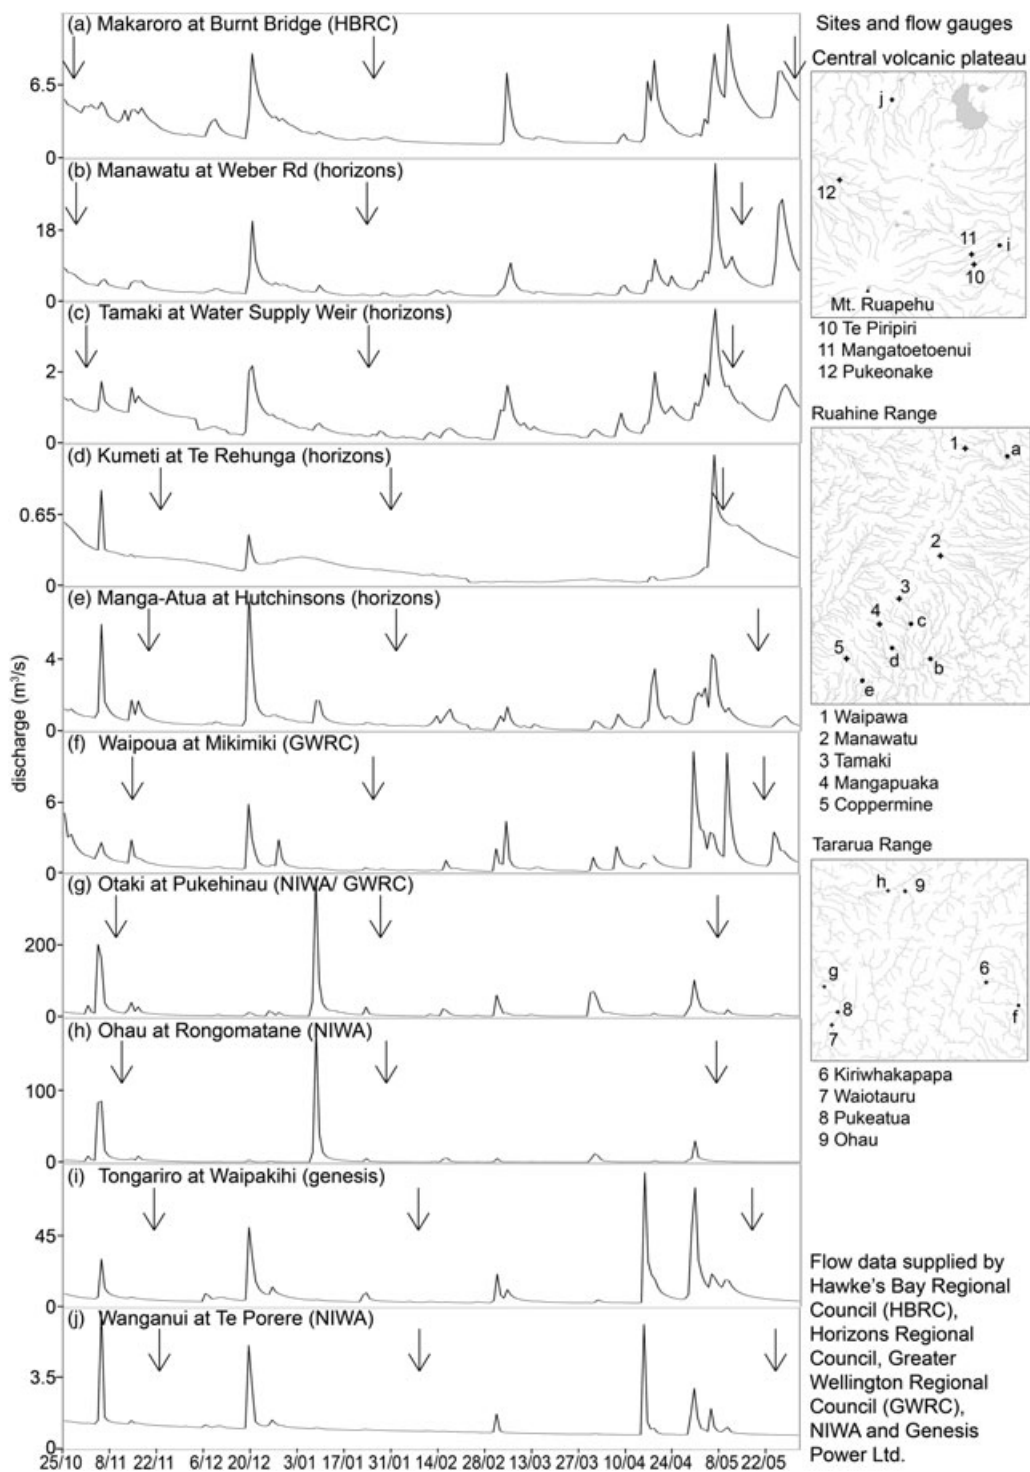 (a) Makaroro at Burnt Bridge (HBRC)
6.5
0
(b) Manawatu at Weber Rd (horizons)
18
0
(c) Tamaki at Water Supply Weir (horizons)
2
0
(d) Kumeti at Te Rehunga (horizons)
0.65
0
(e) Manga-Atua at Hutchinsons (horizons)
4
0
discharge (m³/s)
(f) Waipoua at Mikimiki (GWRC)
6
0
(g) Otaki at Pukehinau (NIWA/ GWRC)
200
0
(h) Ohau at Rongomatane (NIWA)
100
0
(i) Tongariro at Waipakihi (genesis)
45
0
(j) Wanganui at Te Porere (NIWA)
3.5
0
25/10 8/11 22/11 6/12 20/12 3/01 17/01 31/01 14/02 28/02 13/03 27/03 10/04 24/04 8/05 22/05
Sites and flow gauges
Central volcanic plateau
j
12
11
i
10
Mt. Ruapehu
10 Te Piripiri
11 Mangatoetoenui
12 Pukeonake
Ruahine Range
1
a
2
3
4
c
5
d
b
e
1 Waipawa
2 Manawatu
3 Tamaki
4 Mangapuaka
5 Coppermine
Tararua Range
h
9
g
6
8
f
7
6 Kiriwhakapapa
7 Waiotauru
8 Pukeatua
9 Ohau
Flow data supplied by
Hawke's Bay Regional
Council (HBRC),
Horizons Regional
Council, Greater
Wellington Regional
Council (GWRC),
NIWA and Genesis
Power Ltd.